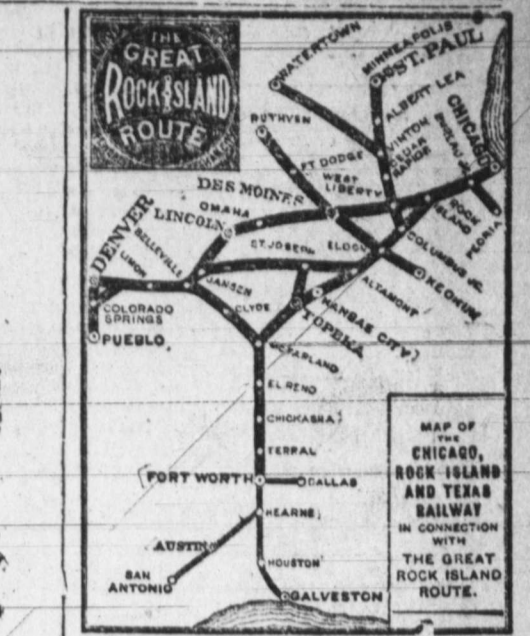 THE
GREAT
ROCK ISLAND
ROUTE
WATERTOWN
MINNEAPOLIS
ST. PAUL
ALBERT LEA
CHICAGO
BUREAU JC.
RUTHVEN
VINTON
CEDAR
RAPIDS
FT. DODGE
WEST
LIBERTY
DES MOINES
ROCK
ISLAND
PEORIA
OMAHA
LINCOLN
DENVER
BELLEVILLE
LIMON
ST. JOSEPH
ELDON
COLUMBUS JC.
KEOKUK
ALTAMONT
JANSEN
CLYDE
KANSAS CITY
TOPEKA
COLORADO
SPRINGS
PUEBLO
McFARLAND
EL RENO
CHICKASHA
TERRAL
FORT WORTH
DALLAS
HEARNE
AUSTIN
HOUSTON
SAN
ANTONIO
GALVESTON
MAP OF
THE
CHICAGO,
ROCK ISLAND
AND TEXAS
RAILWAY
IN CONNECTION
WITH
THE GREAT
ROCK ISLAND
ROUTE.